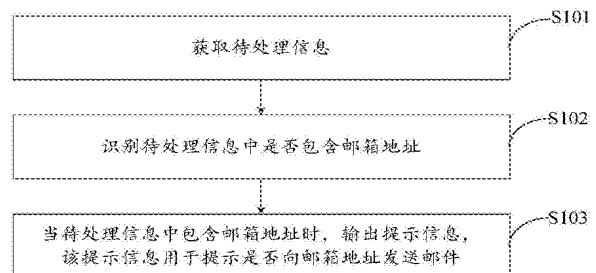 S101
获取待处理信息
S102
识别待处理信息中是否包含邮箱地址
S103
当待处理信息中包含邮箱地址时，输出提示信息，
该提示信息用于提示是否向邮箱地址发送邮件